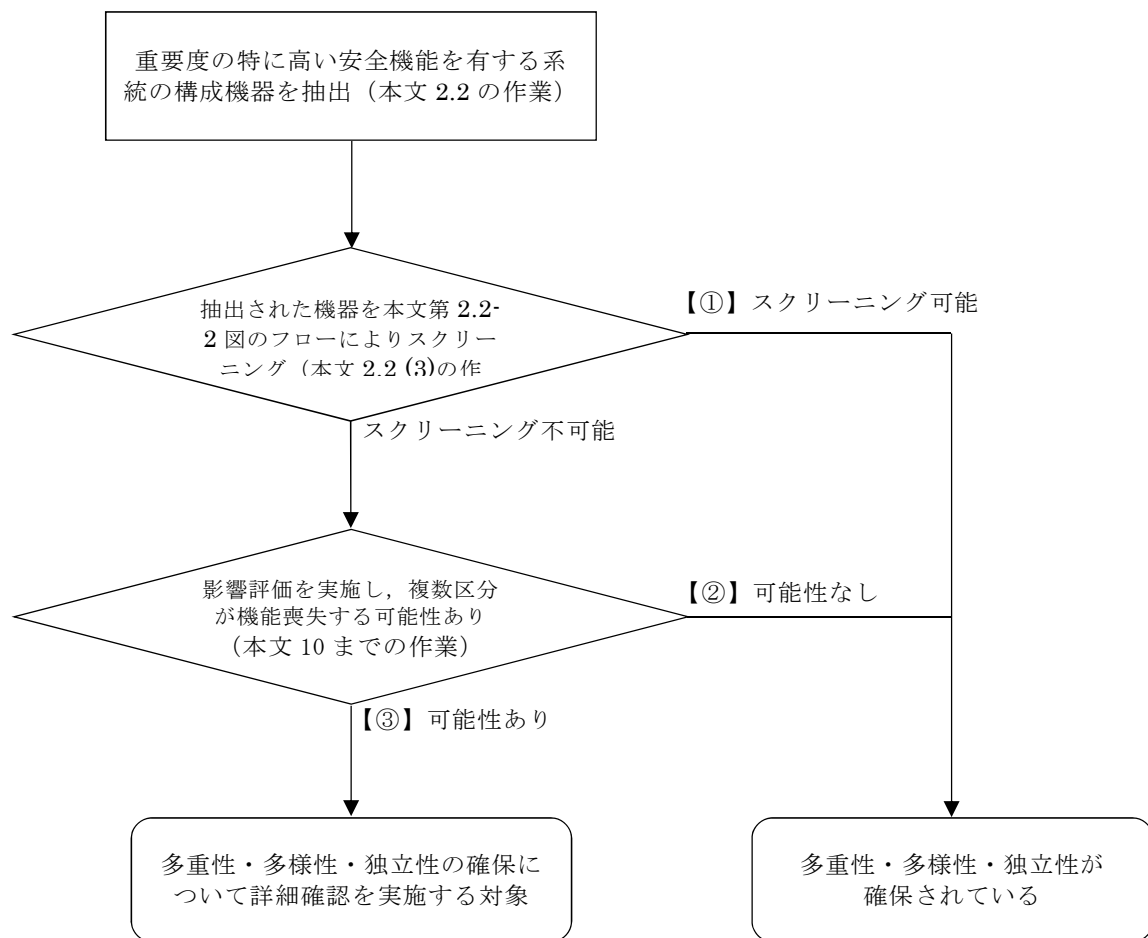 重要度の特に高い安全機能を有する系
統の構成機器を抽出（本文 2.2 の作業）
抽出された機器を本文第 2.2-
2 図のフローによりスクリー
ニング（本文 2.2 (3)の作
【①】スクリーニング可能
スクリーニング不可能
影響評価を実施し，複数区分
が機能喪失する可能性あり
（本文 10 までの作業）
【②】可能性なし
【③】可能性あり
多重性・多様性・独立性の確保に
ついて詳細確認を実施する対象
多重性・多様性・独立性が
確保されている